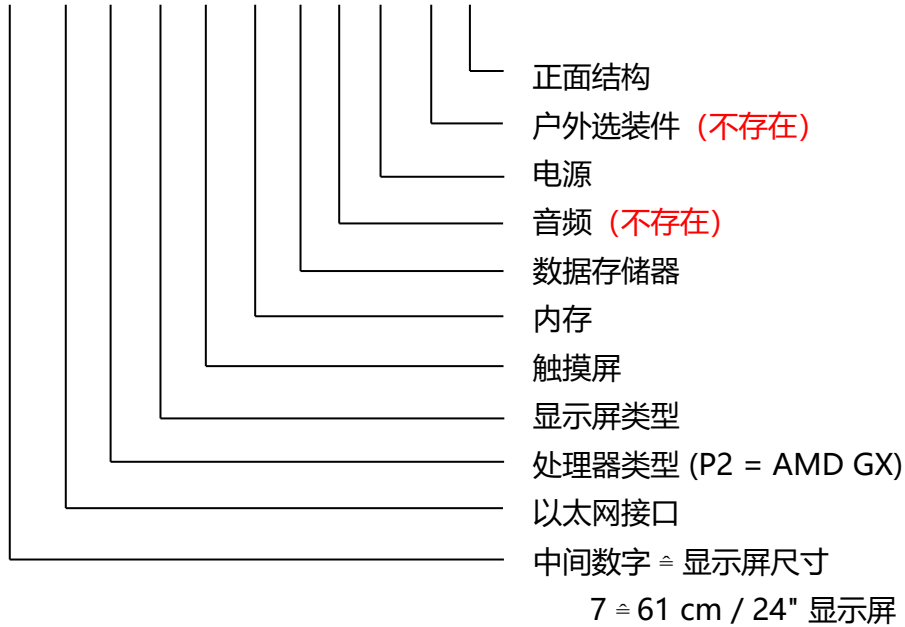 正面结构
户外选装件（不存在）
电源
音频（不存在）
数据存储器
内存
触摸屏
显示屏类型
处理器类型 (P2 = AMD GX)
以太网接口
中间数字 ≙ 显示屏尺寸
7 ≙ 61 cm / 24" 显示屏